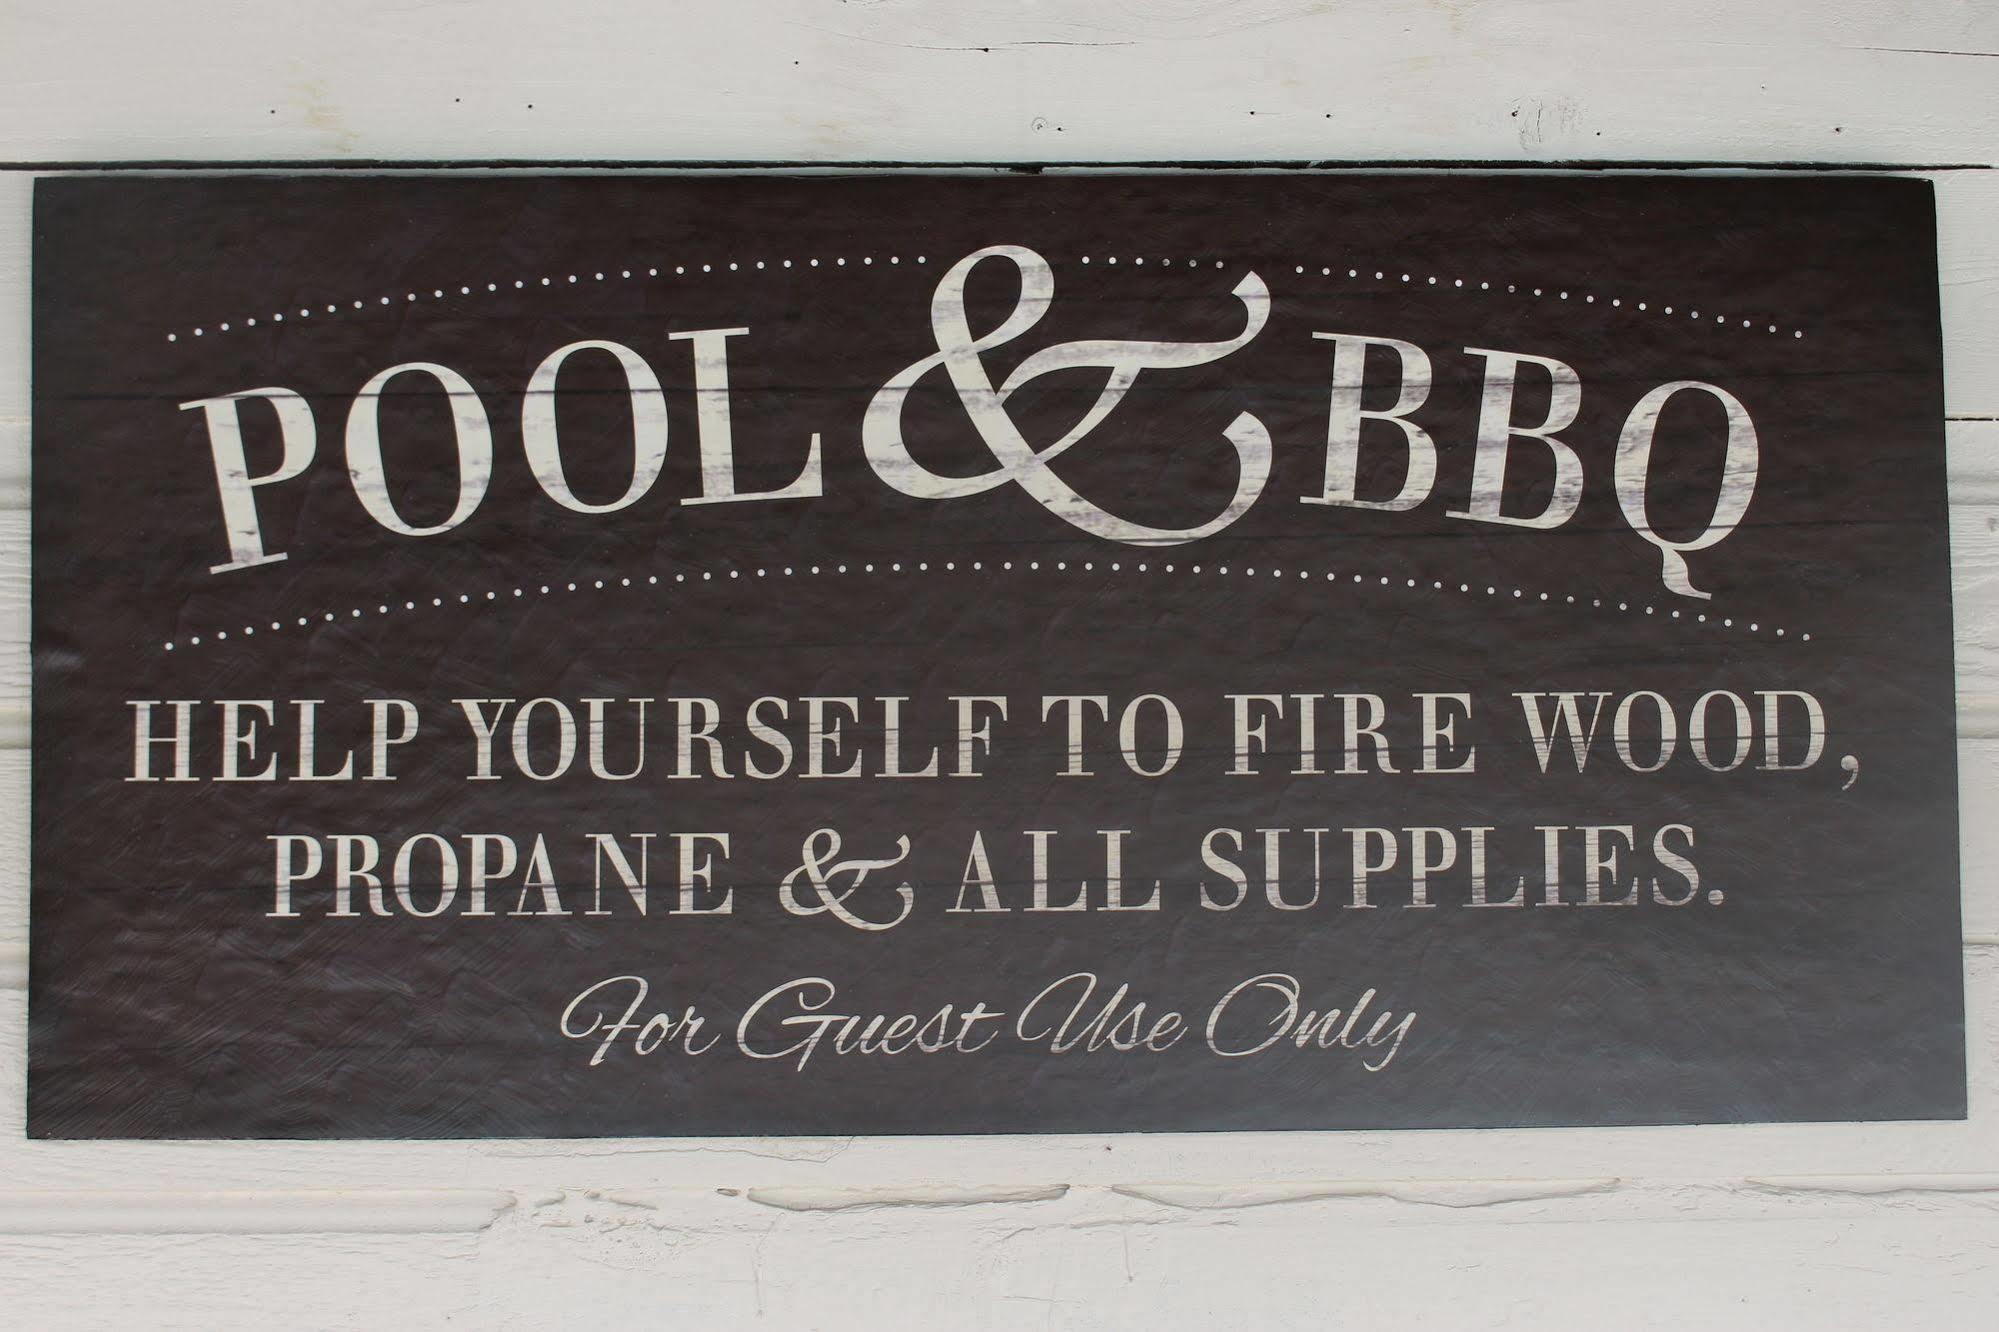 POOL & BBQ
HELP YOURSELF TO FIRE WOOD,
PROPANE & ALL SUPPLIES.
For Guest Use Only